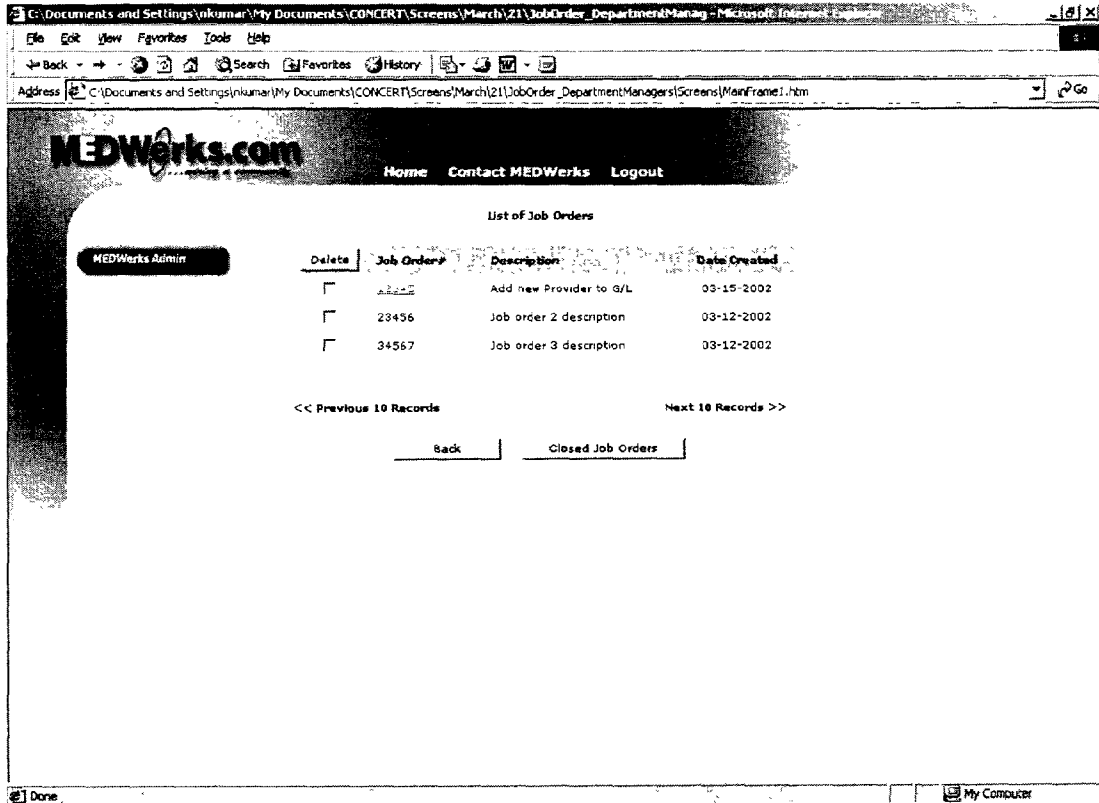 C:\Documents and Settings\nkumar\My Documents\CONCERT\Screens\March\21\JobOrder_DepartmentManag - Microsoft Internet Explorer
File Edit View Favorites Tools Help
Back Search Favorites History
Address C:\Documents and Settings\nkumar\My Documents\CONCERT\Screens\March\21\JobOrder_DepartmentManagers\Screens\MainFrame1.htm Go
MEDWerks.com
Home Contact MEDWerks Logout
List of Job Orders
MEDWerks Admin
Delete Job Order# Description Date Created
Add new Provider to G/L 03-15-2002
23456 Job order 2 description 03-12-2002
34567 Job order 3 description 03-12-2002
<< Previous 10 Records Next 10 Records >>
Back Closed Job Orders
Done My Computer